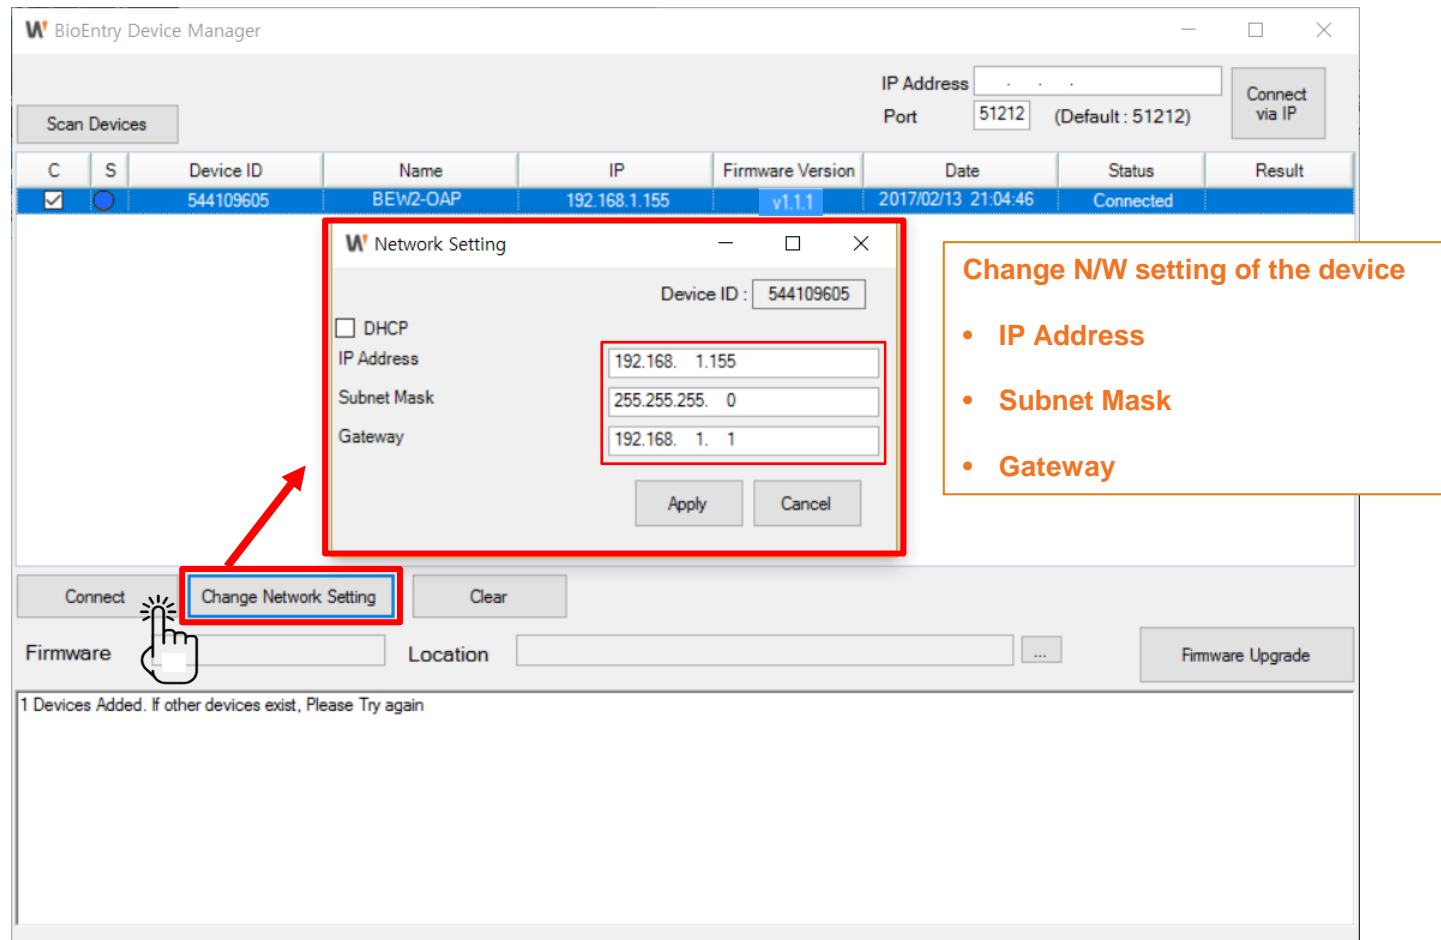 BioEntry Device Manager
IP Address . . .
Connect via IP
Scan Devices
Port 51212 (Default : 51212)
C S Device ID Name IP Firmware Version Date Status Result
544109605 BEW2-OAP 192.168.1.155 v1.1.1 2017/02/13 21:04:46 Connected
Network Setting
Device ID : 544109605
DHCP
IP Address 192.168. 1.155
Subnet Mask 255.255.255. 0
Gateway 192.168. 1. 1
Apply Cancel
Change N/W setting of the device
• IP Address
• Subnet Mask
• Gateway
Connect Change Network Setting Clear
Firmware Location ... Firmware Upgrade
1 Devices Added. If other devices exist, Please Try again